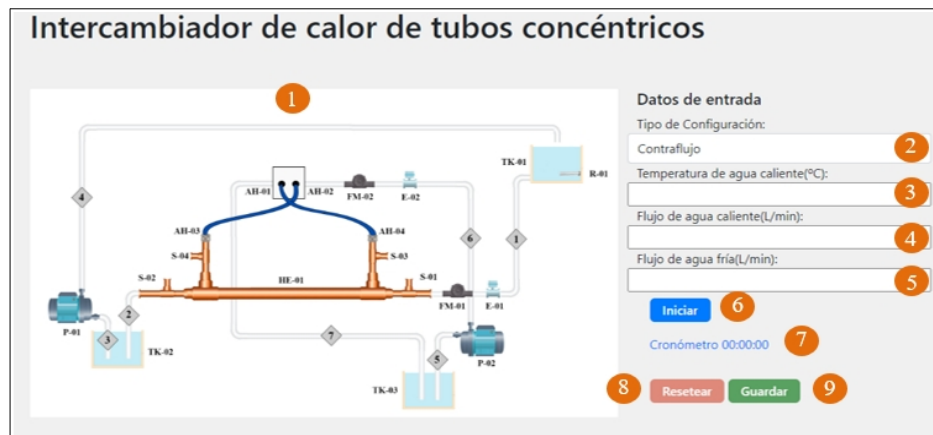 Intercambiador de calor de tubos concéntricos
1
Datos de entrada
Tipo de Configuración:
Contraflujo
2
Temperatura de agua caliente(ºC):
3
Flujo de agua caliente(L/min):
4
Flujo de agua fría(L/min):
5
Iniciar
6
Cronómetro 00:00:00
7
8
Resetear
Guardar
9
TK-01
R-01
AH-01
AH-02
FM-02
E-02
4
AH-03
AH-04
6
1
S-04
S-03
S-02
HE-01
S-01
FM-01
E-01
P-01
2
3
TK-02
7
5
P-02
TK-03